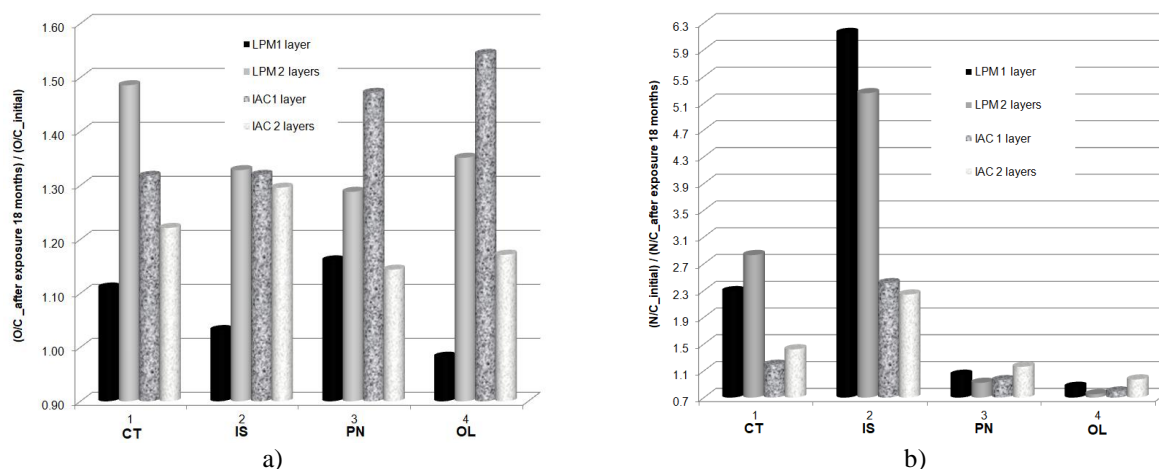 (O/C _after exposure 18 months) / (O/C_initial)
1.60
1.50
1.40
1.30
1.20
1.10
1.00
0.90
LPM1 layer
LPM 2 layers
IAC 1 layer
IAC 2 layers
1
2
3
4
CT
IS
PN
OL
a)
(N/C_initial) / (N/C_after exposure 18 months)
6.3
5.9
5.5
5.1
4.7
4.3
3.9
3.5
3.1
2.7
2.3
1.9
1.5
1.1
0.7
LPM 1 layer
LPM 2 layers
IAC 1 layer
IAC 2 layers
1
2
3
4
CT
IS
PN
OL
b)